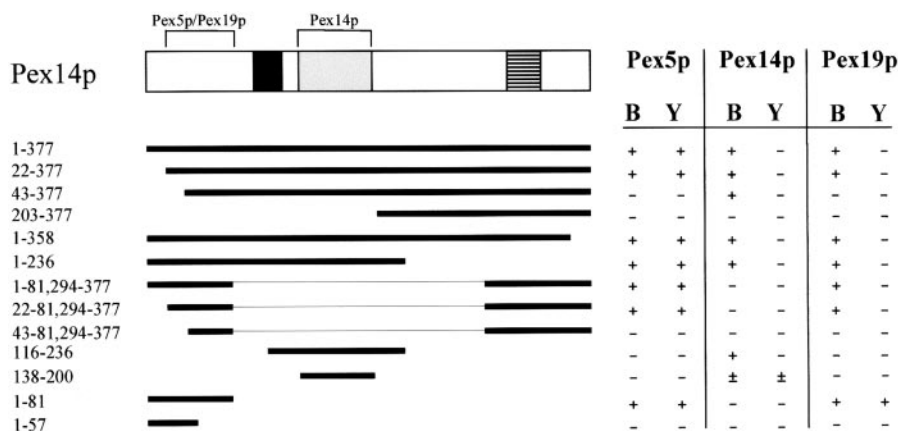 Pex5p/Pex19p Pex14p
Pex14p
Pex5p Pex14p Pex19p
B Y B Y B Y
1-377 + + + − + −
22-377 + + + − + −
43-377 − − + − − −
203-377 − − − − − −
1-358 + + + − + −
1-236 + + + − + −
1-81,294-377 + + − − + −
22-81,294-377 + + − − + −
43-81,294-377 − − − − − −
116-236 − − + − − −
138-200 − − ± ± − −
1-81 + + − − + +
1-57 − − − − − −